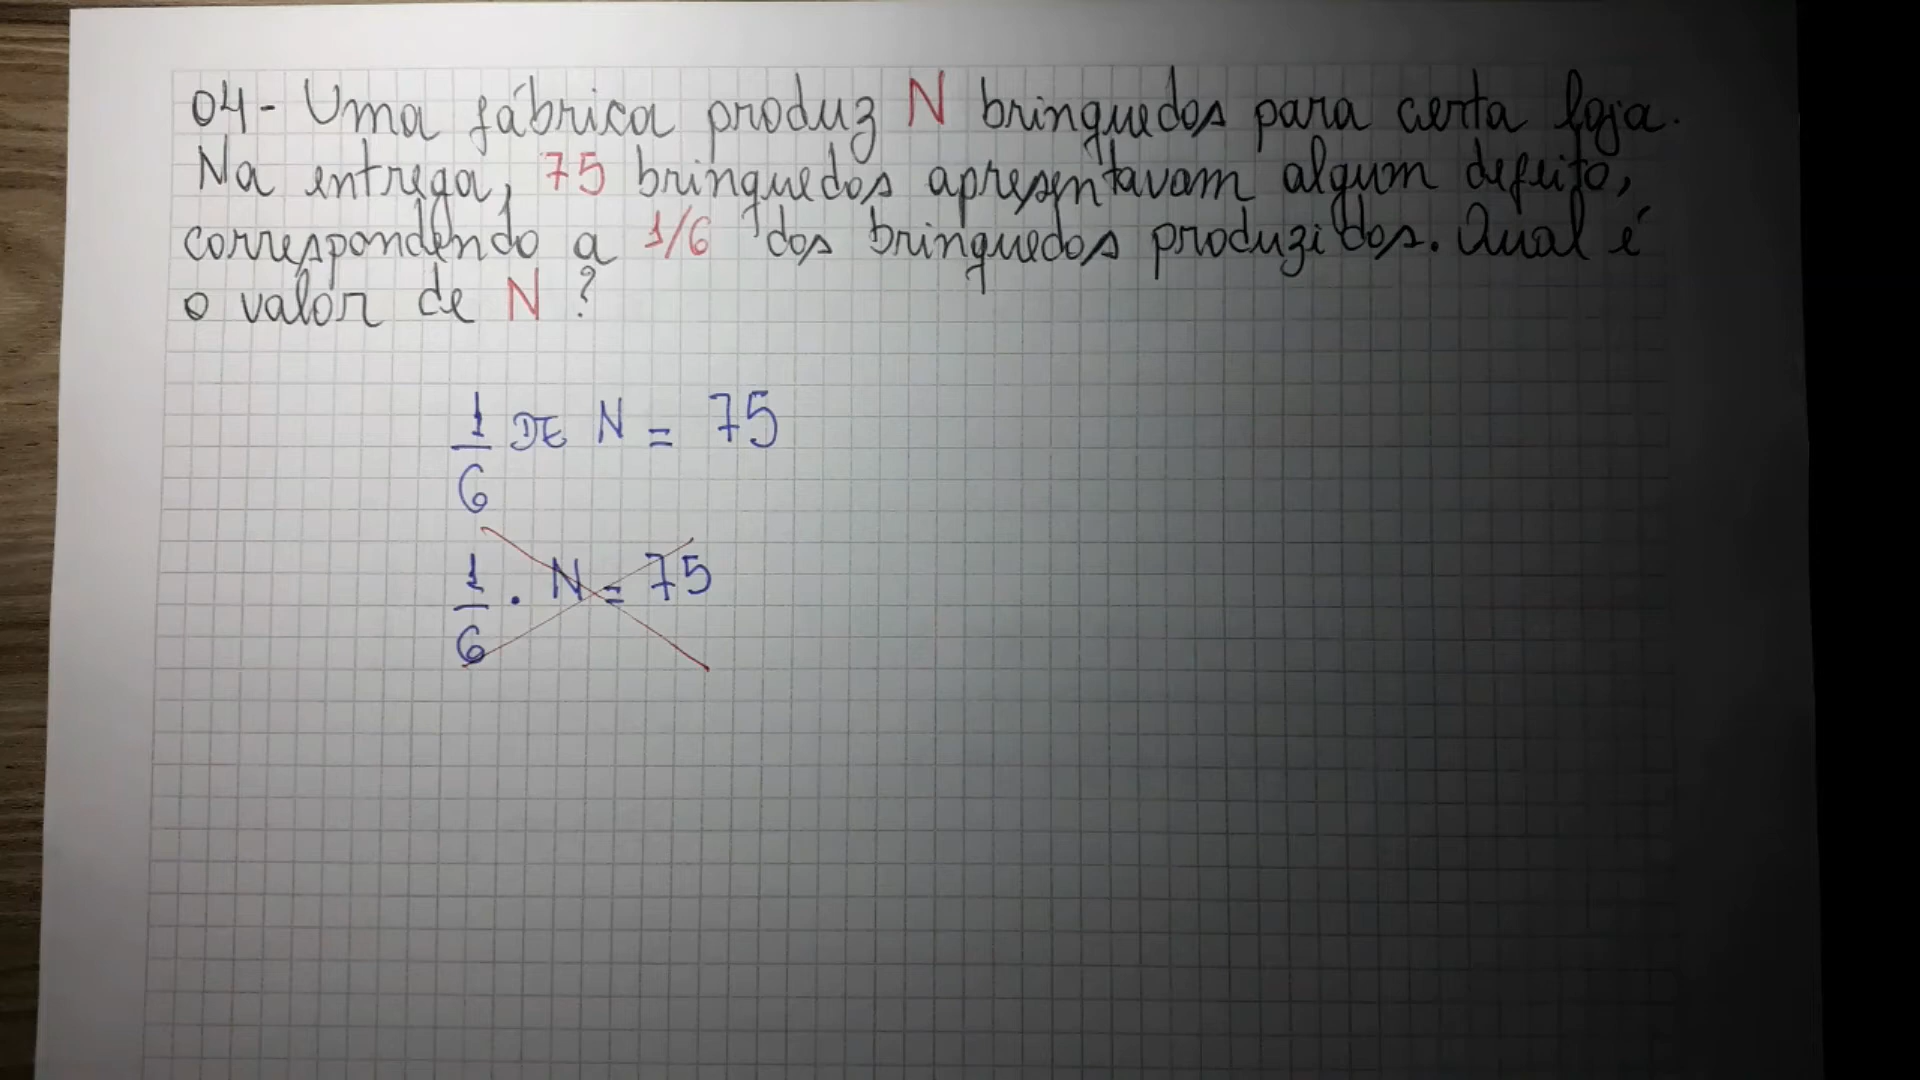 04- Uma fábrica produz N brinquedos para certa loja.
Na entrega, 75 brinquedos apresentavam algum defeito,
correspondendo a 1/6 dos brinquedos produzidos. Qual é
o valor de N ?
1/6 DE N = 75
1/6 . N = 75